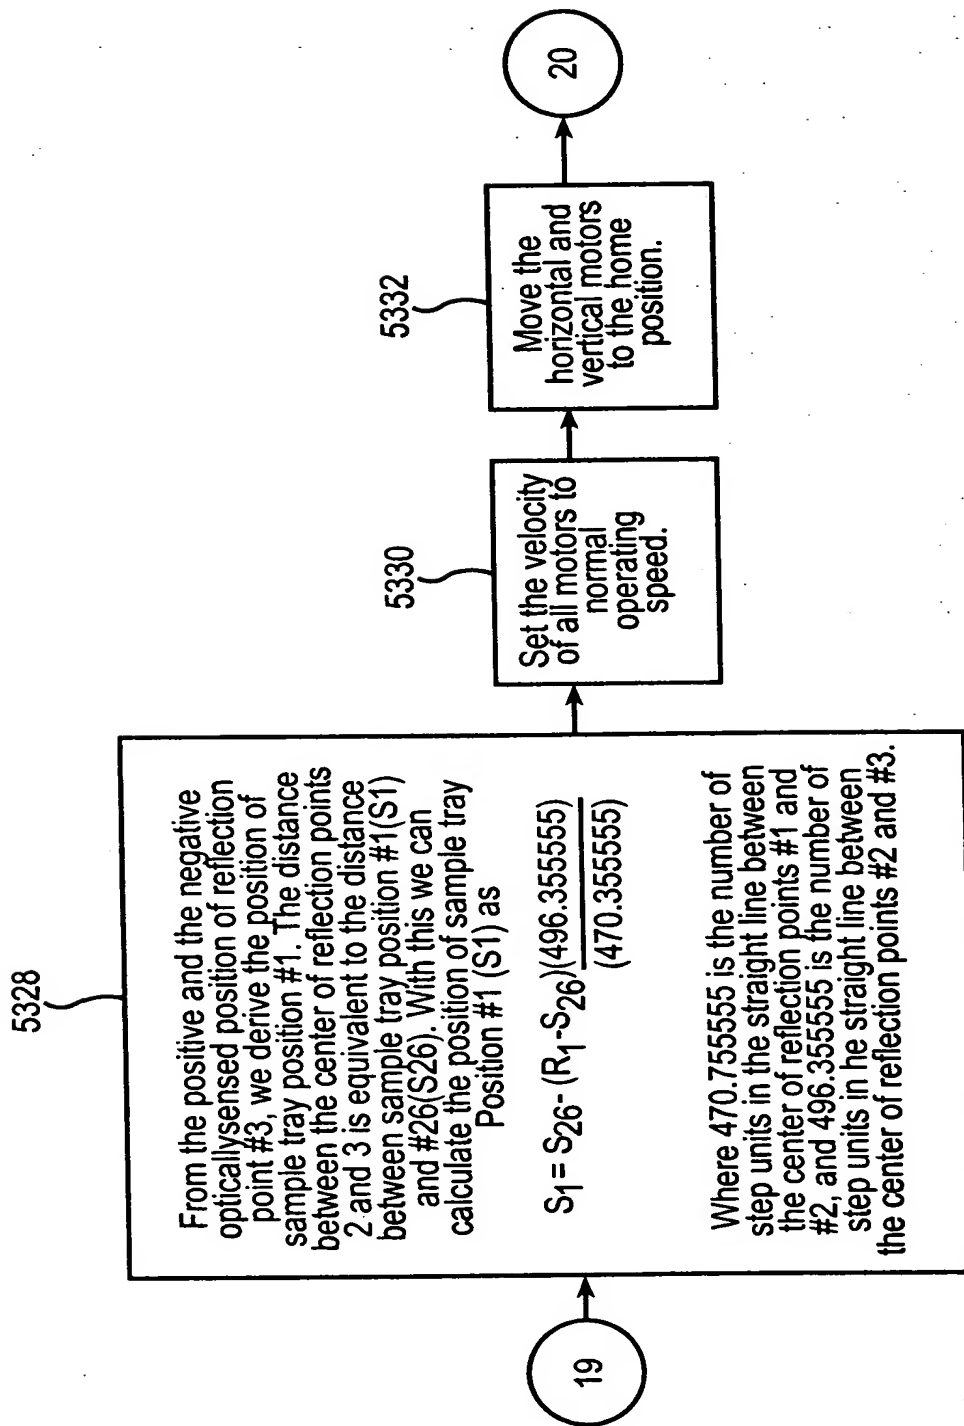 19
5328
From the positive and the negative
opticallysensed position of reflection
point #3, we derive the position of
sample tray position #1. The distance
between the center of reflection points
2 and 3 is equivalent to the distance
between sample tray position #1(S1)
and #26(S26). With this we can
calculate the position of sample tray
Position #1 (S1) as
S1 = S26- (R1-S26)(496.355555)
(470.355555)
Where 470.755555 is the number of
step units in the straight line between
the center of reflection points #1 and
#2, and 496.355555 is the number of
step units in he straight line between
the center of reflection points #2 and #3.
5330
Set the velocity
of all motors to
normal
operating
speed.
5332
Move the
horizontal and
vertical motors
to the home
position.
20